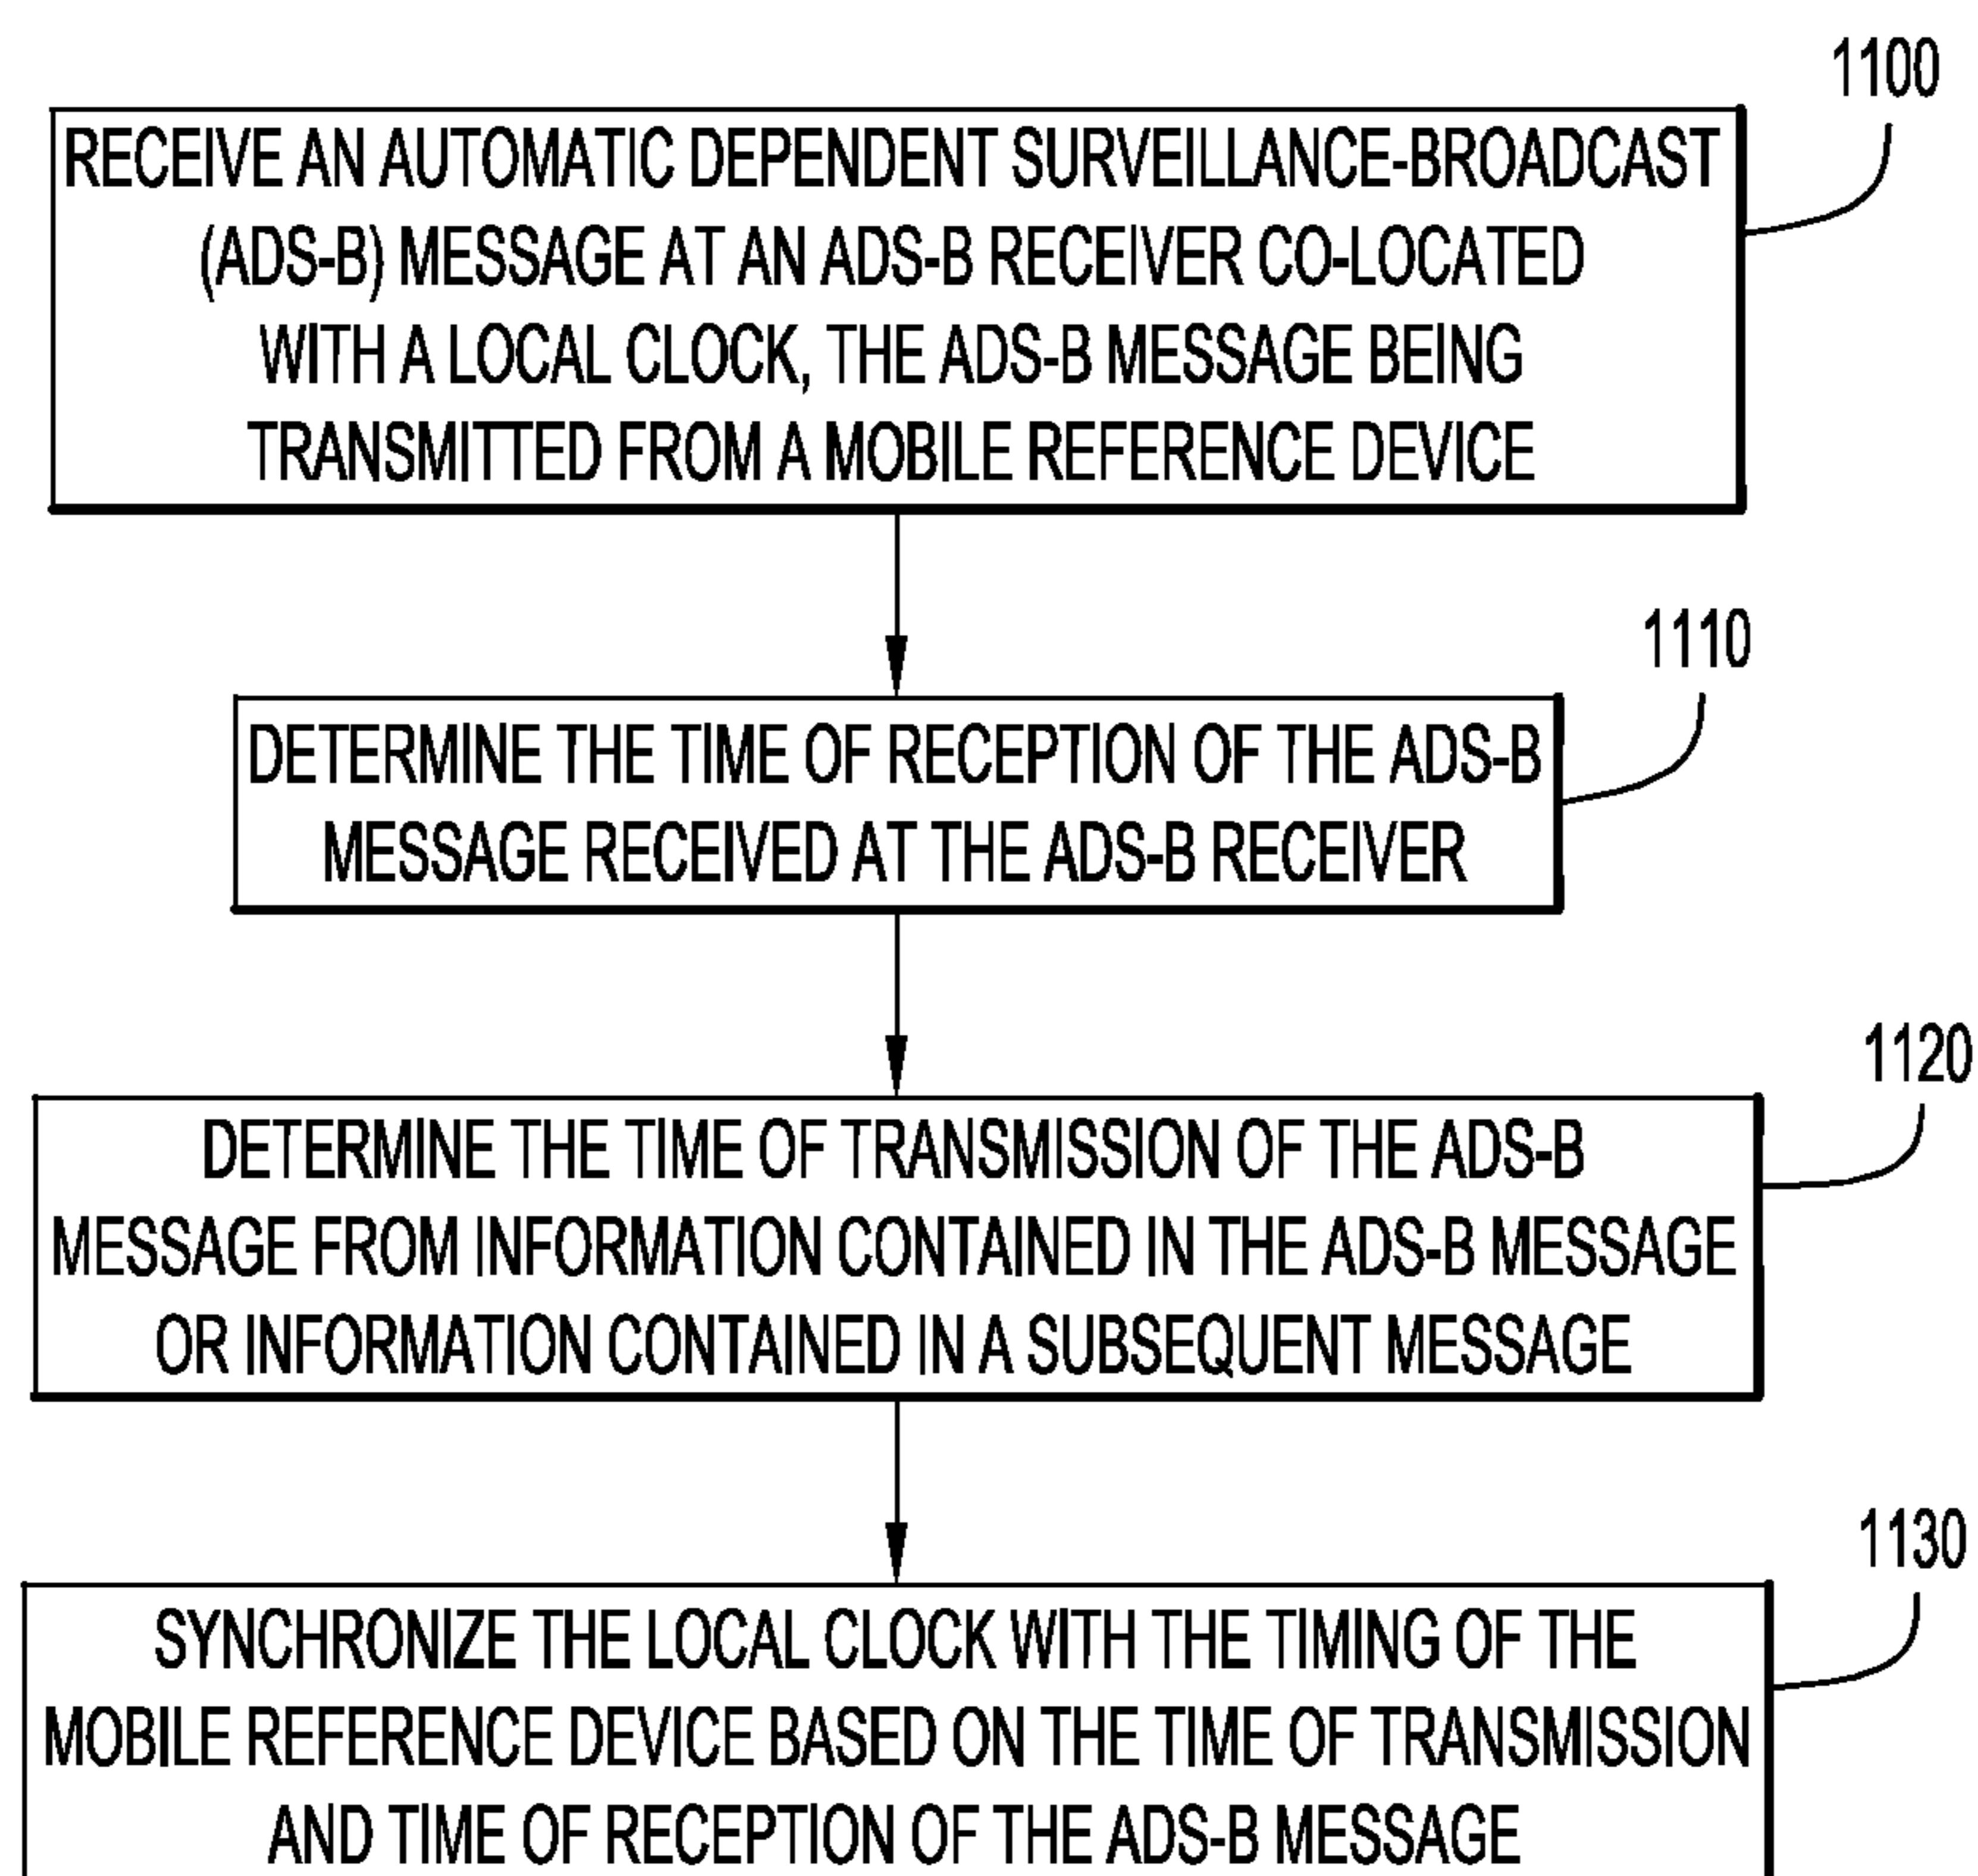 1100
RECEIVE AN AUTOMATIC DEPENDENT SURVEILLANCE-BROADCAST
(ADS-B) MESSAGE AT AN ADS-B RECEIVER CO-LOCATED
WITH A LOCAL CLOCK, THE ADS-B MESSAGE BEING
TRANSMITTED FROM A MOBILE REFERENCE DEVICE
1110
DETERMINE THE TIME OF RECEPTION OF THE ADS-B
MESSAGE RECEIVED AT THE ADS-B RECEIVER
1120
DETERMINE THE TIME OF TRANSMISSION OF THE ADS-B
MESSAGE FROM INFORMATION CONTAINED IN THE ADS-B MESSAGE
OR INFORMATION CONTAINED IN A SUBSEQUENT MESSAGE
1130
SYNCHRONIZE THE LOCAL CLOCK WITH THE TIMING OF THE
MOBILE REFERENCE DEVICE BASED ON THE TIME OF TRANSMISSION
AND TIME OF RECEPTION OF THE ADS-B MESSAGE